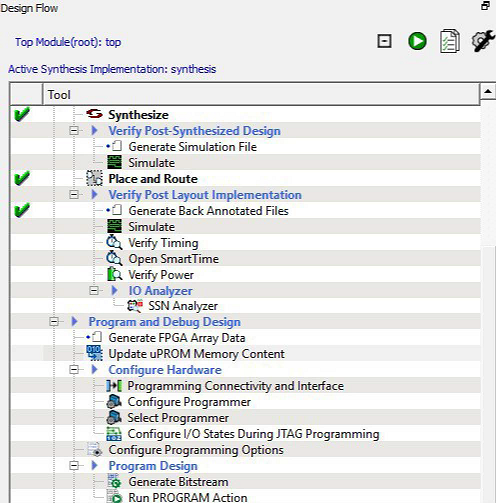 Design Flow
Top Module(root): top
Active Synthesis Implementation: synthesis
Tool
Synthesize
Verify Post-Synthesized Design
Generate Simulation File
Simulate
Place and Route
Verify Post Layout Implementation
Generate Back Annotated Files
Simulate
Verify Timing
Open SmartTime
Verify Power
IO Analyzer
SSN Analyzer
Program and Debug Design
Generate FPGA Array Data
Update uPROM Memory Content
Configure Hardware
Programming Connectivity and Interface
Configure Programmer
Select Programmer
Configure I/O States During JTAG Programming
Configure Programming Options
Program Design
Generate Bitstream
Run PROGRAM Action